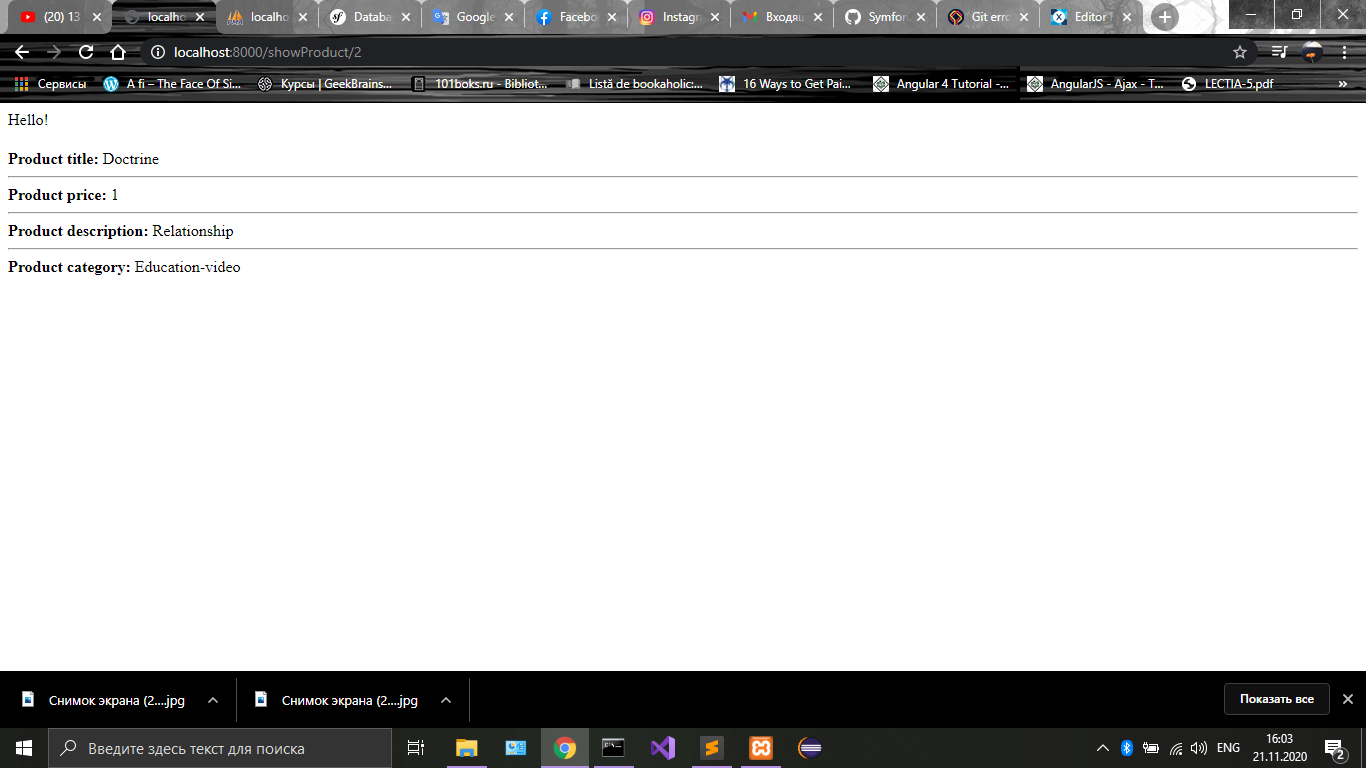 (20) 13
localho
localho
Databa
Google
Facebo
Instagr
Входящ
Symfor
Git erro
Editor T
localhost:8000/showProduct/2
Сервисы
A fi – The Face Of Si...
Курсы | GeekBrains...
101boks.ru - Bibliot...
Listă de bookaholic:...
16 Ways to Get Pai...
Angular 4 Tutorial -...
AngularJS - Ajax - T...
LECTIA-5.pdf
Hello!
Product title: Doctrine
Product price: 1
Product description: Relationship
Product category: Education-video
Снимок экрана (2....jpg
Снимок экрана (2....jpg
Показать все
Введите здесь текст для поиска
ENG
16:03
21.11.2020
2